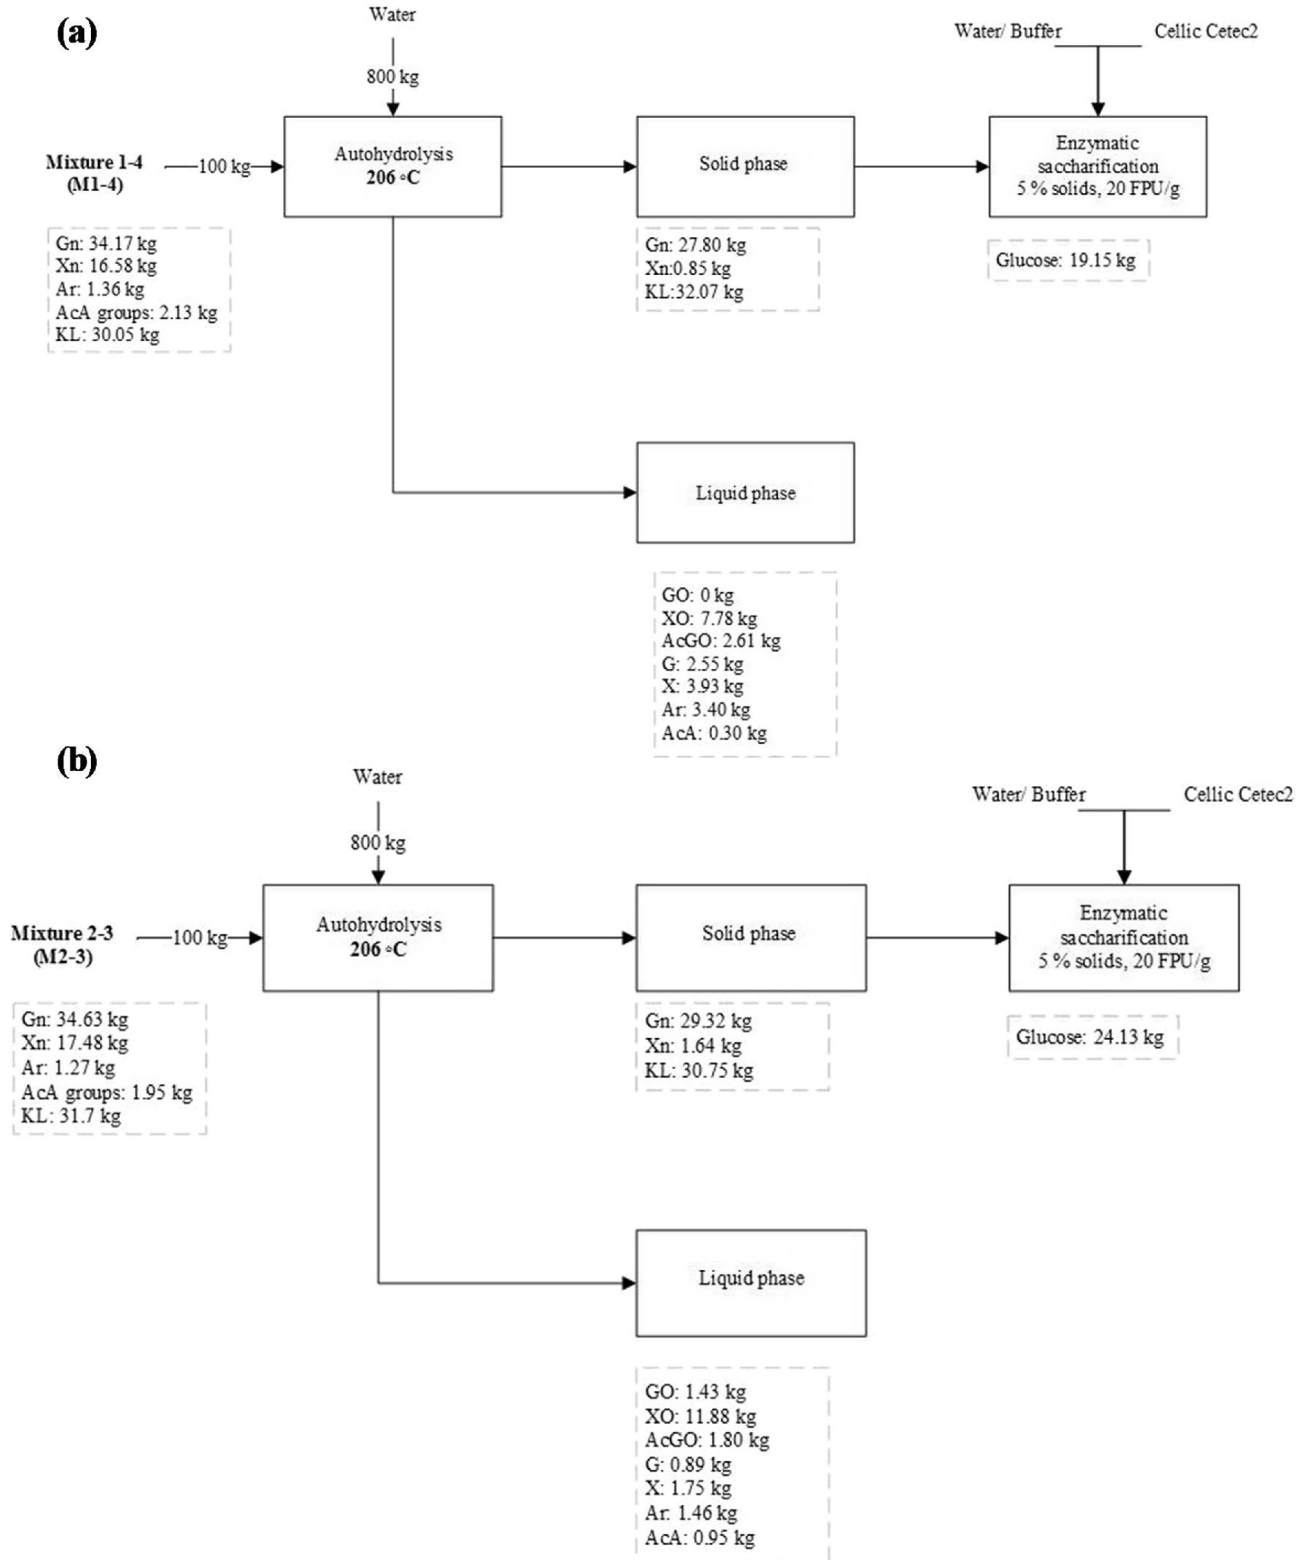 (a)
Water
800 kg
Water/ Buffer
Cellic Cetec2
Mixture 1-4
(M1-4)
100 kg
Autohydrolysis
206 ◦C
Solid phase
Enzymatic
saccharification
5 % solids, 20 FPU/g
Gn: 34.17 kg
Xn: 16.58 kg
Ar: 1.36 kg
AcA groups: 2.13 kg
KL: 30.05 kg
Gn: 27.80 kg
Xn:0.85 kg
KL:32.07 kg
Glucose: 19.15 kg
Liquid phase
GO: 0 kg
XO: 7.78 kg
AcGO: 2.61 kg
G: 2.55 kg
X: 3.93 kg
Ar: 3.40 kg
AcA: 0.30 kg
(b)
Water
800 kg
Water/ Buffer
Cellic Cetec2
Mixture 2-3
(M2-3)
100 kg
Autohydrolysis
206 ◦C
Solid phase
Enzymatic
saccharification
5 % solids, 20 FPU/g
Gn: 34.63 kg
Xn: 17.48 kg
Ar: 1.27 kg
AcA groups: 1.95 kg
KL: 31.7 kg
Gn: 29.32 kg
Xn: 1.64 kg
KL: 30.75 kg
Glucose: 24.13 kg
Liquid phase
GO: 1.43 kg
XO: 11.88 kg
AcGO: 1.80 kg
G: 0.89 kg
X: 1.75 kg
Ar: 1.46 kg
AcA: 0.95 kg